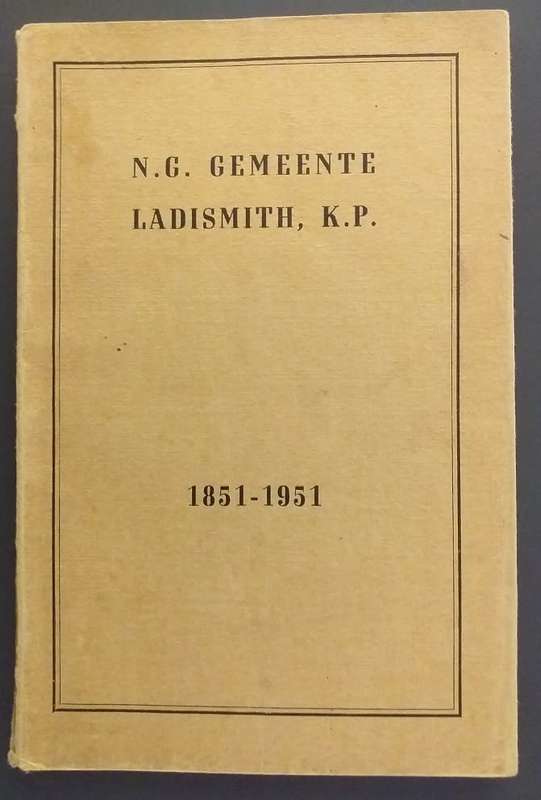 N.G. GEMEENTE
LADISMITH, K.P.
1851-1951